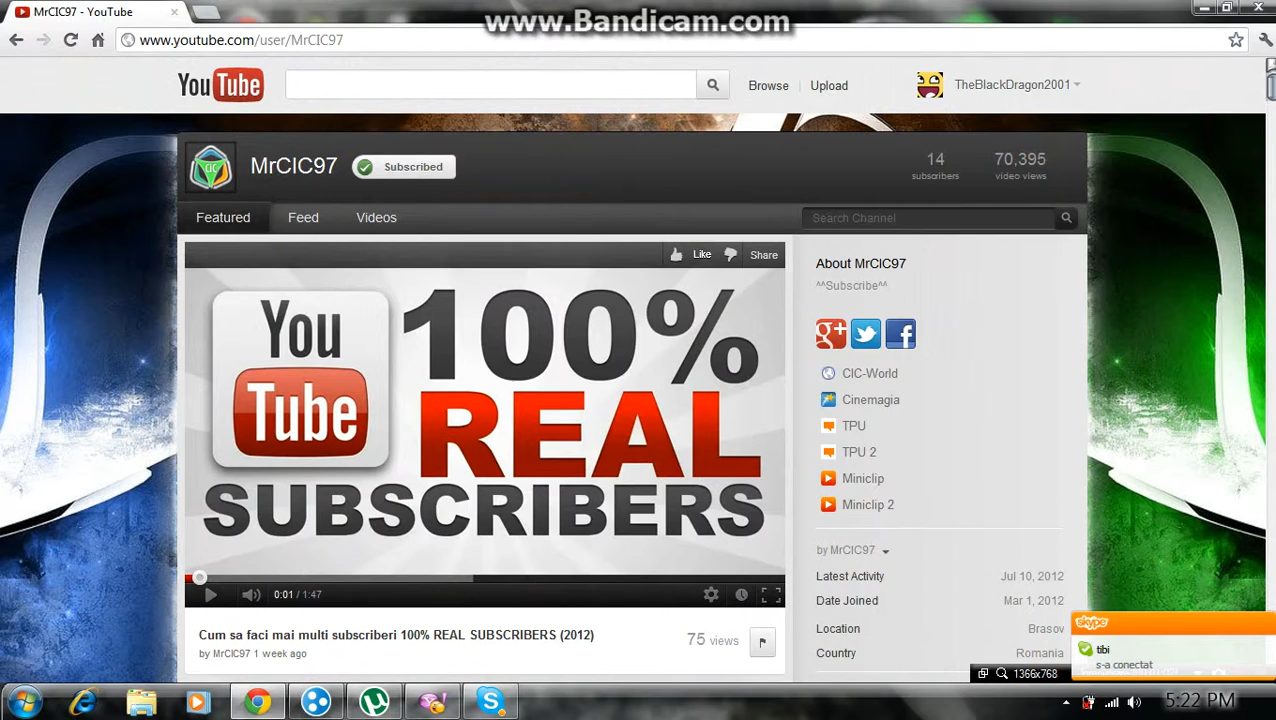 MrCIC97 - YouTube
www.Bandicam.com
www.youtube.com/user/MrCIC97
YouTube
Browse | Upload
TheBlackDragon2001
CIC
MrCIC97
Subscribed
14
subscribers
70,395
video views
Featured
Feed
Videos
Search Channel
Like
Share
You
Tube
100%
REAL
SUBSCRIBERS
0:01 / 1:47
Cum sa faci mai multi subscriberi 100% REAL SUBSCRIBERS (2012)
by MrCIC97 1 week ago
75 views
About MrCIC97
^^Subscribe^^
g+
f
CIC-World
Cinemagia
TPU
TPU 2
Miniclip
Miniclip 2
by MrCIC97
Latest Activity Jul 10, 2012
Date Joined Mar 1, 2012
Location Brasov
Country Romania
skype
tibi
s-a conectat
1366x768
5:22 PM